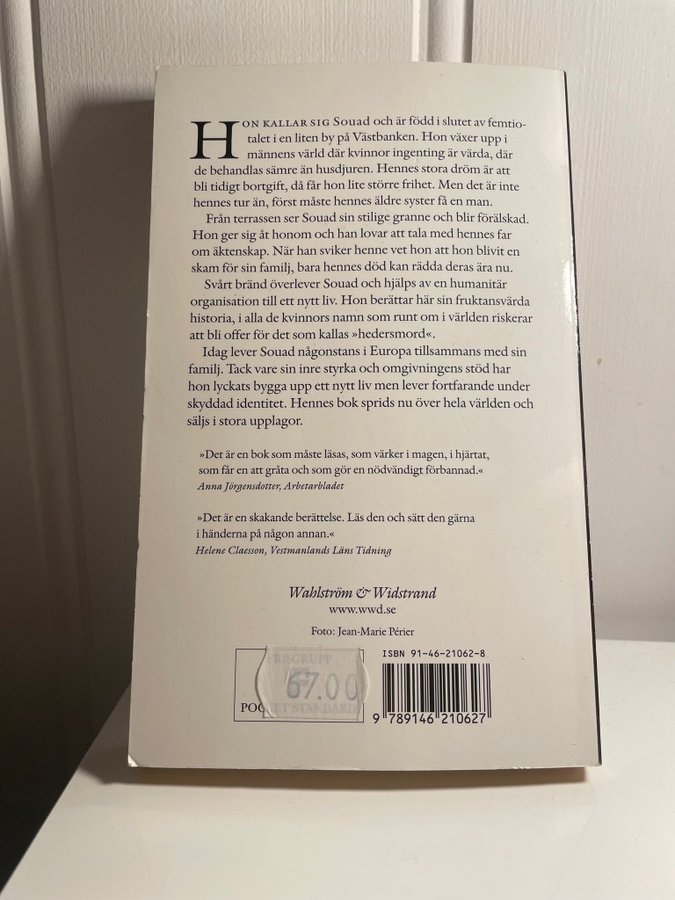 HON KALLAR SIG Souad och är född i slutet av femtio-
talet i en liten by på Västbanken. Hon växer upp i
männens värld där kvinnor ingenting är värda, där
de behandlas sämre än husdjuren. Hennes stora dröm är att
bli tidigt bortgift, då får hon lite större frihet. Men det är inte
hennes tur än, först måste hennes äldre syster få en man.
Från terrassen ser Souad sin stilige granne och blir förälskad.
Hon ger sig åt honom och han lovar att tala med hennes far
om äktenskap. När han sviker henne vet hon att hon blivit en
skam för sin familj, bara hennes död kan rädda deras ära nu.
Svårt bränd överlever Souad och hjälps av en humanitär
organisation till ett nytt liv. Hon berättar här sin fruktansvärda
historia, i alla de kvinnors namn som runt om i världen riskerar
att bli offer för det som kallas »hedersmord«.
Idag lever Souad någonstans i Europa tillsammans med sin
familj. Tack vare sin inre styrka och omgivningens stöd har
hon lyckats bygga upp ett nytt liv men lever fortfarande under
skyddad identitet. Hennes bok sprids nu över hela världen och
säljs i stora upplagor.
»Det är en bok som måste läsas, som värker i magen, i hjärtat,
som får en att gråta och som gör en nödvändigt förbannad.«
Anna Jörgensdotter, Arbetarbladet
»Det är en skakande berättelse. Läs den och sätt den gärna
i händerna på någon annan.«
Helene Claesson, Vestmanlands Läns Tidning
Wahlström & Widstrand
www.wwd.se
Foto: Jean-Marie Périer
ISBN 91-46-21062-8
PRISGRUPP
67.00
POCKET STANDARD
9 789146 210627